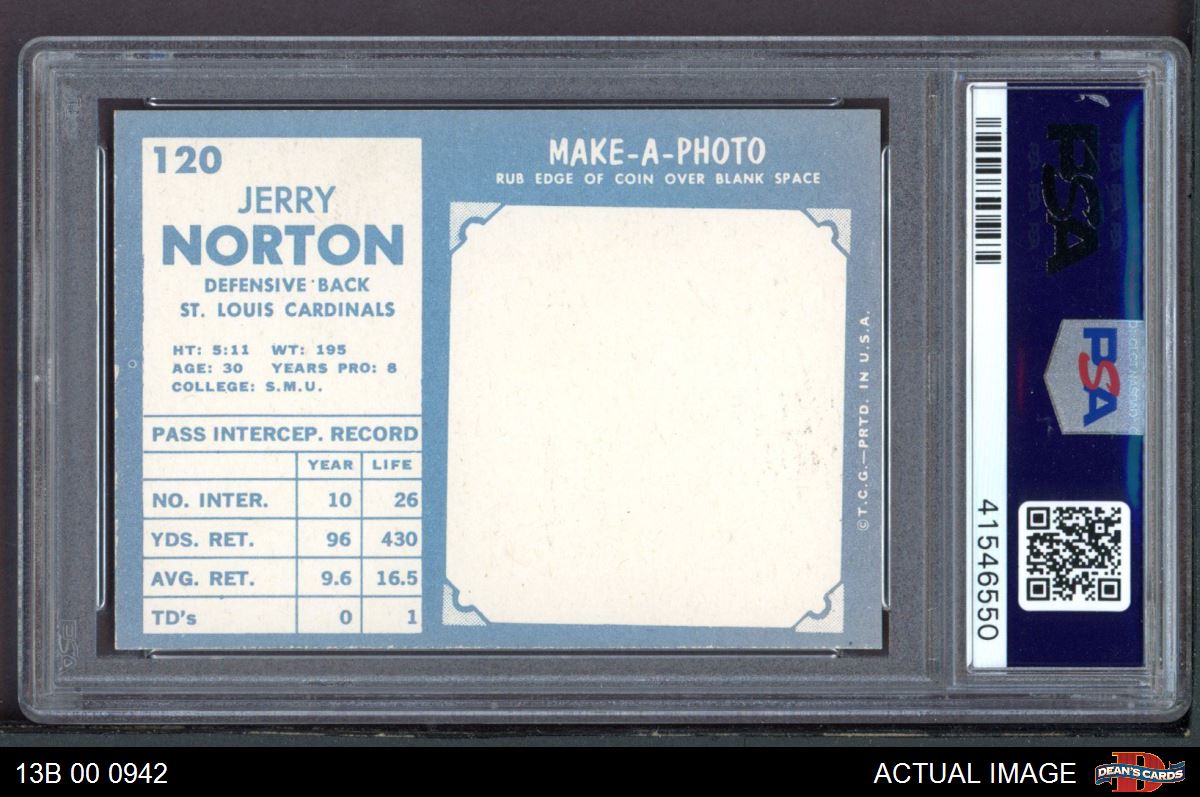 120
JERRY
NORTON
DEFENSIVE BACK
ST. LOUIS CARDINALS
HT: 5:11 WT: 195
AGE: 30 YEARS PRO: 8
COLLEGE: S.M.U.
PASS INTERCEP. RECORD
YEAR LIFE
NO. INTER. 10 26
YDS. RET. 96 430
AVG. RET. 9.6 16.5
TD's 0 1
MAKE-A-PHOTO
RUB EDGE OF COIN OVER BLANK SPACE
© T.C.G.—PRTD. IN U.S.A.
PSA
PSA
41546550
PSA
13B 00 0942
ACTUAL IMAGE
D
DEAN'S CARDS